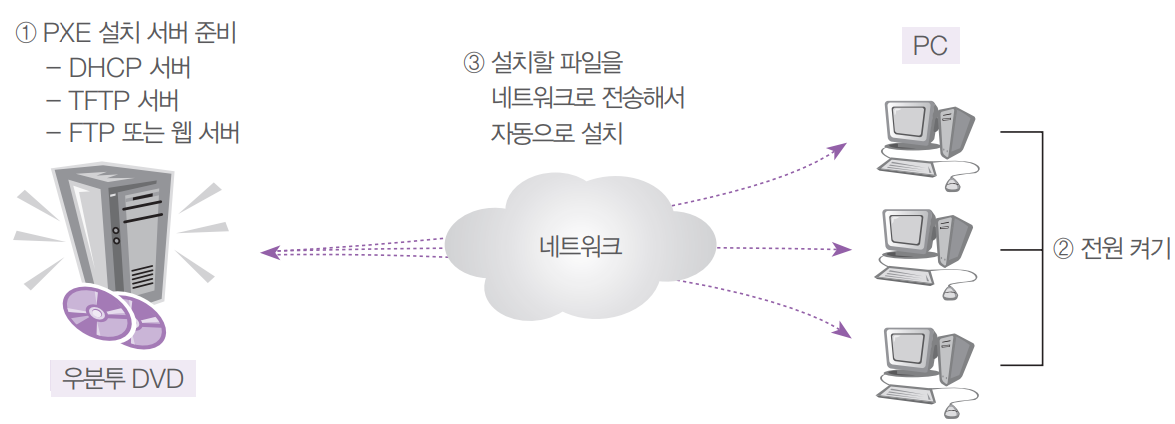 ① PXE 설치 서버 준비
– DHCP 서버
– TFTP 서버
– FTP 또는 웹 서버
우분투 DVD
③ 설치할 파일을
네트워크로 전송해서
자동으로 설치
네트워크
PC
② 전원 켜기